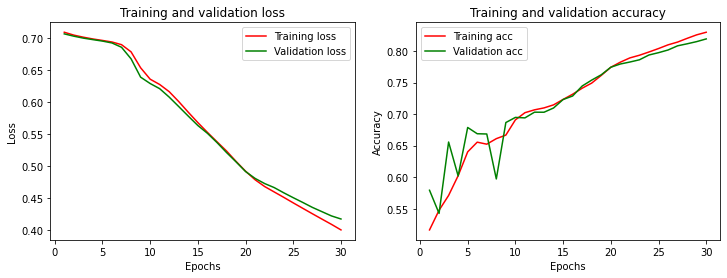 Training and validation loss
Training loss
Validation loss
0.70
0.65
0.60
0.55
0.50
0.45
0.40
Loss
0
5
10
15
20
25
30
Epochs
Training and validation accuracy
Training acc
Validation acc
0.80
0.75
0.70
0.65
0.60
0.55
Accuracy
0
5
10
15
20
25
30
Epochs